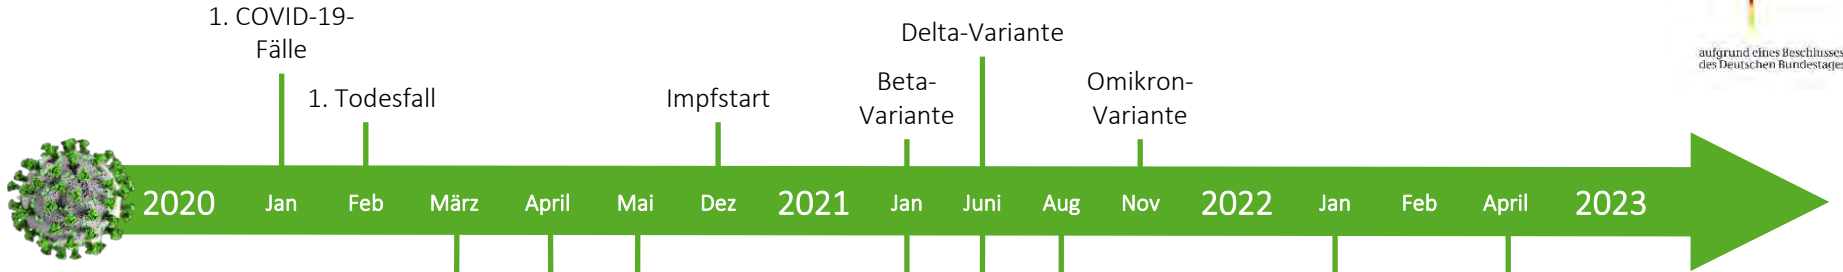 1. COVID-19-
Fälle
1. Todesfall
Impfstart
Beta-
Variante
Delta-Variante
Omikron-
Variante
aufgrund eines Beschlusses
des Deutschen Bundestages
2020 Jan Feb März April Mai Dez 2021 Jan Juni Aug Nov 2022 Jan Feb April 2023